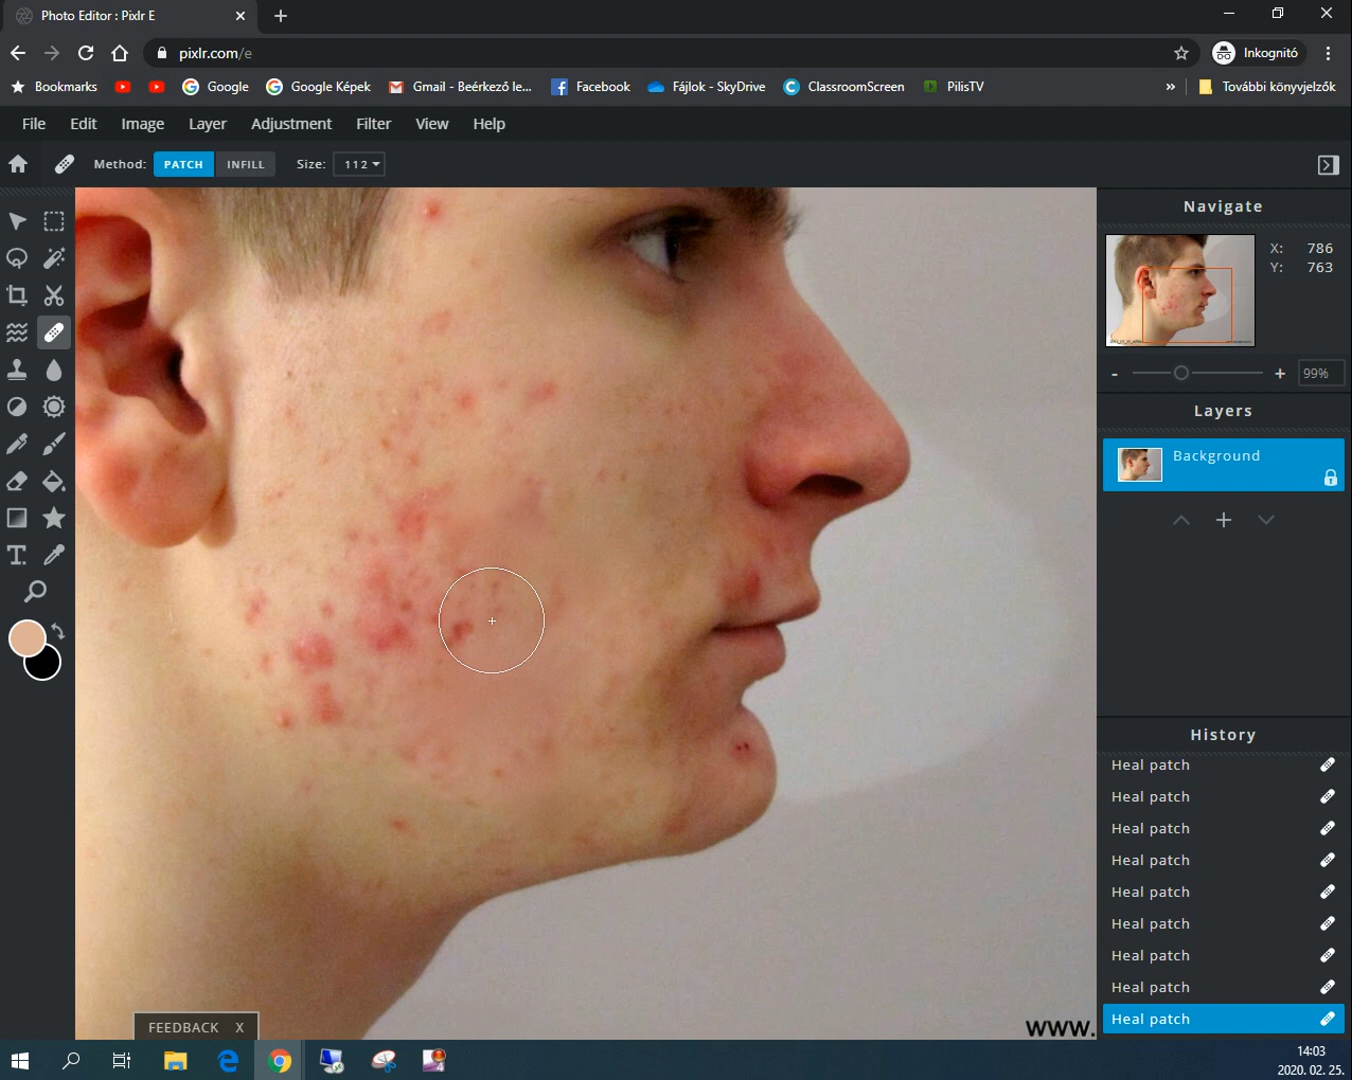 Photo Editor : Pixlr E
pixlr.com/e
Inkognitó
Bookmarks
Google
Google Képek
Gmail - Beérkező le...
Facebook
Fájlok - SkyDrive
ClassroomScreen
PilisTV
»
További könyvjelzők
File Edit Image Layer Adjustment Filter View Help
Method: PATCH INFILL Size: 112
Navigate
X: 786
Y: 763
- + 99%
Layers
Background
History
Heal patch
Heal patch
Heal patch
Heal patch
Heal patch
Heal patch
Heal patch
Heal patch
Heal patch
www.
FEEDBACK X
14:03
2020. 02. 25.